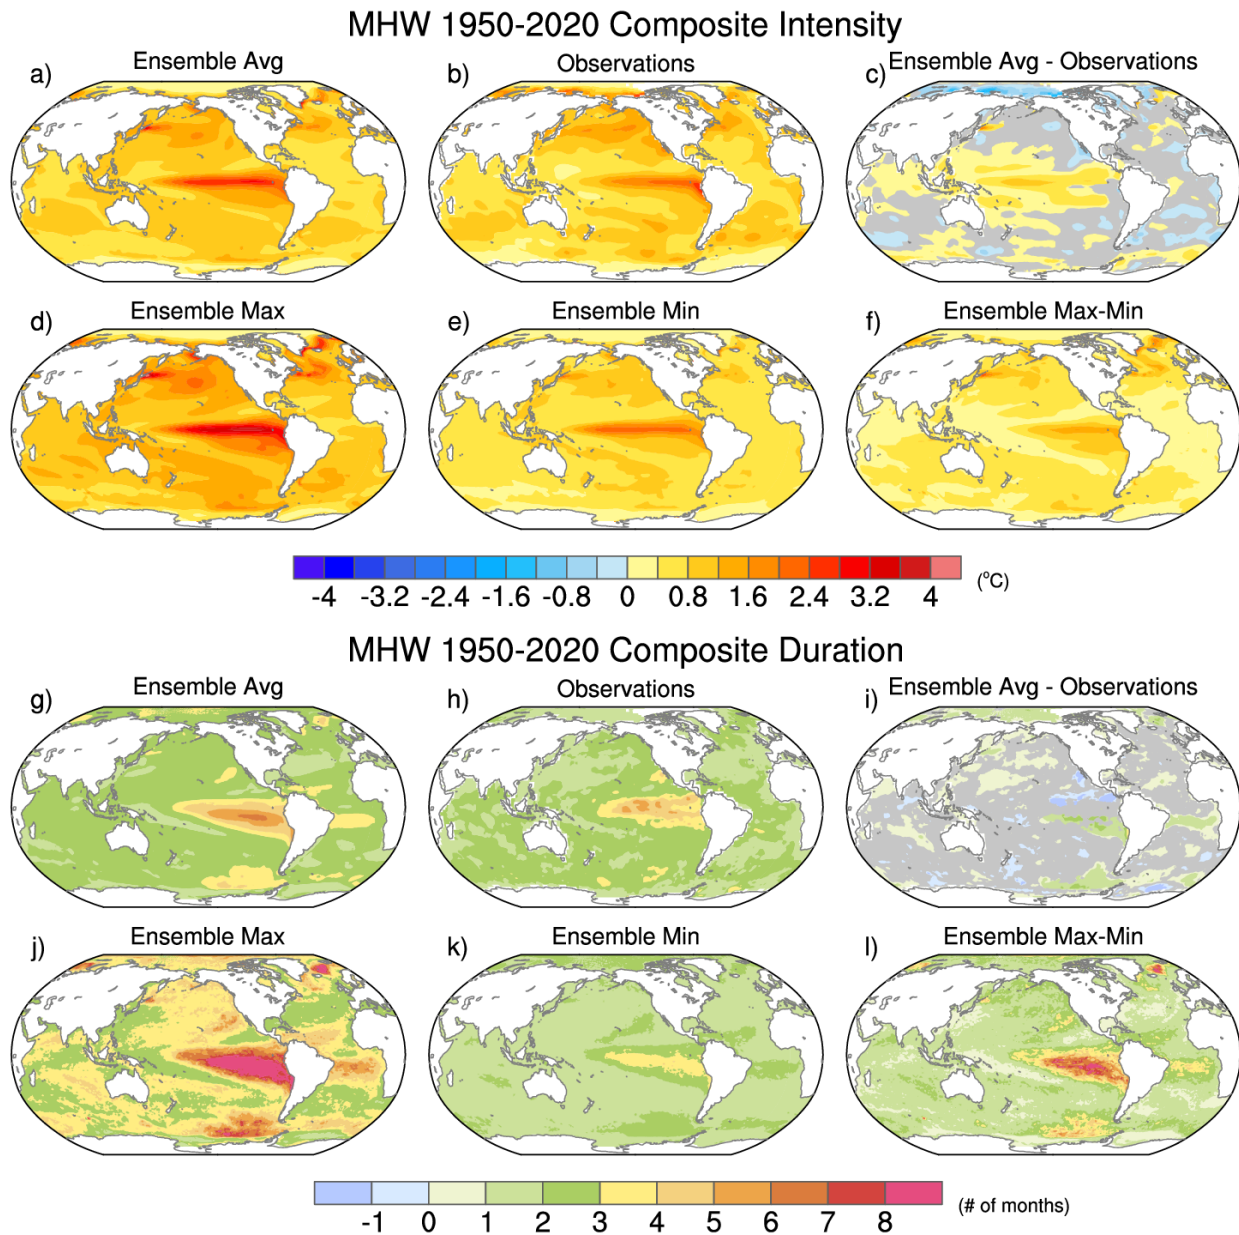 MHW 1950-2020 Composite Intensity
a) Ensemble Avg
b) Observations
c) Ensemble Avg - Observations
d) Ensemble Max
e) Ensemble Min
f) Ensemble Max-Min
-4 -3.2 -2.4 -1.6 -0.8 0 0.8 1.6 2.4 3.2 4 (°C)
MHW 1950-2020 Composite Duration
g) Ensemble Avg
h) Observations
i) Ensemble Avg - Observations
j) Ensemble Max
k) Ensemble Min
l) Ensemble Max-Min
-1 0 1 2 3 4 5 6 7 8 (# of months)